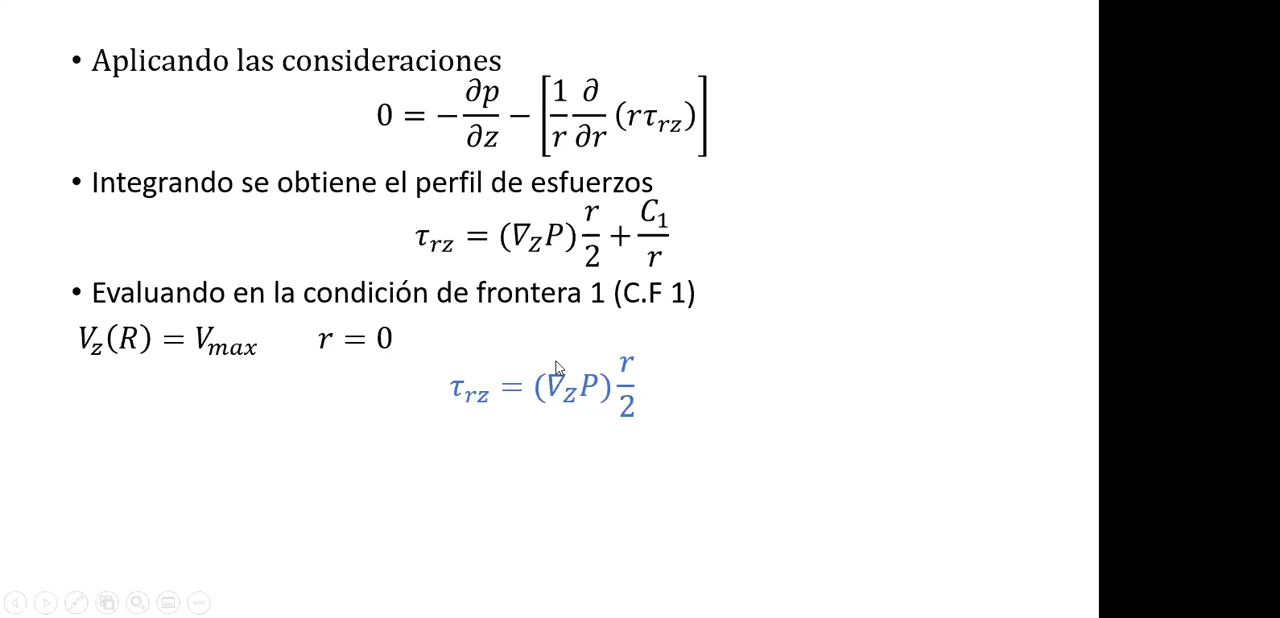 • Aplicando las consideraciones
0 = −∂p/∂z − [1/r ∂/∂r (rτ_rz)]
• Integrando se obtiene el perfil de esfuerzos
τ_rz = (∇_Z P) r/2 + C_1/r
• Evaluando en la condición de frontera 1 (C.F 1)
V_z(R) = V_max r = 0
τ_rz = (∇_Z P) r/2